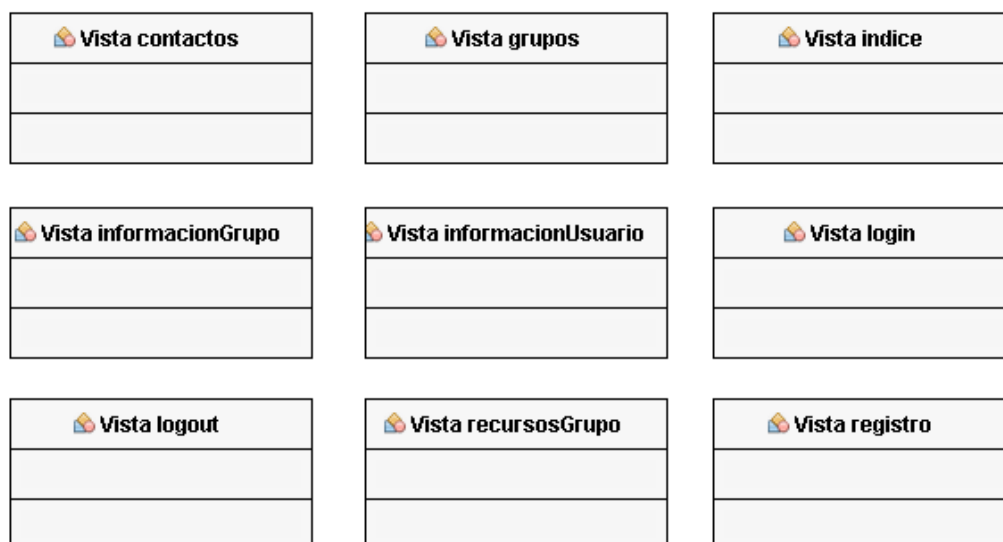 Vista contactos
Vista grupos
Vista indice
Vista informacionGrupo
Vista informacionUsuario
Vista login
Vista logout
Vista recursosGrupo
Vista registro